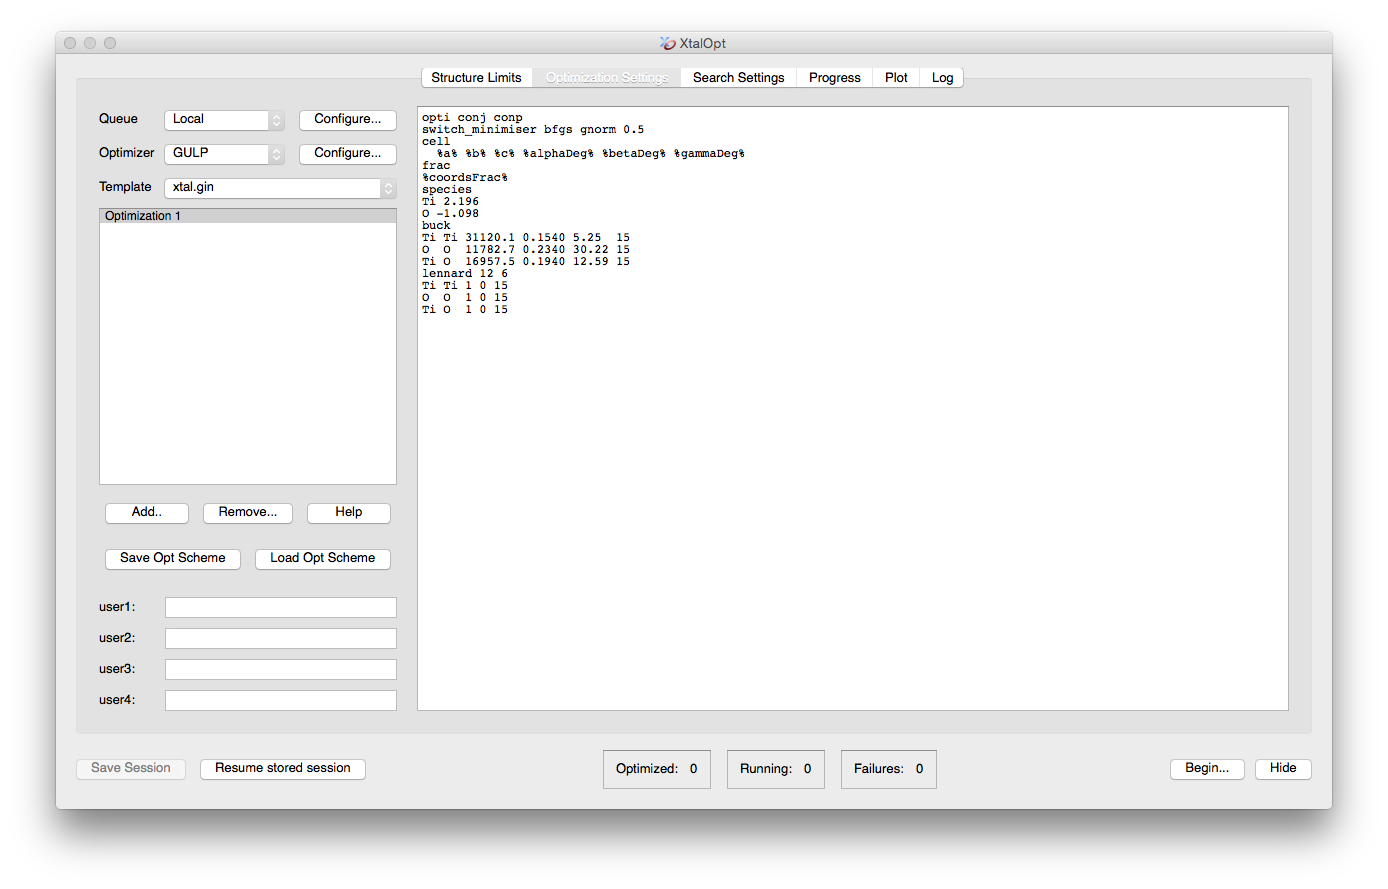 XtalOpt
Structure Limits
Optimization Settings
Search Settings
Progress
Plot
Log
Queue
Local
Configure...
Optimizer
GULP
Configure...
Template
xtal.gin
Optimization 1
Add..
Remove...
Help
Save Opt Scheme
Load Opt Scheme
user1:
user2:
user3:
user4:
opti conj conp
switch_minimiser bfgs gnorm 0.5
cell
%a% %b% %c% %alphaDeg% %betaDeg% %gammaDeg%
frac
%coordsFrac%
species
Ti 2.196
O -1.098
buck
Ti Ti 31120.1 0.1540 5.25  15
O  O  11782.7 0.2340 30.22 15
Ti O  16957.5 0.1940 12.59 15
lennard 12 6
Ti Ti 1 0 15
O  O  1 0 15
Ti O  1 0 15
Save Session
Resume stored session
Optimized: 0
Running: 0
Failures: 0
Begin...
Hide